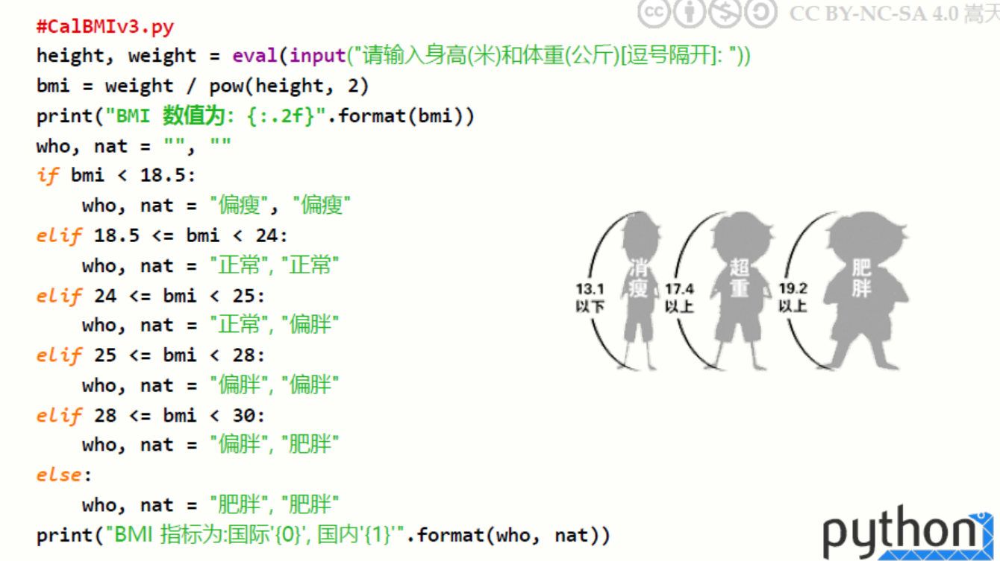 CC BY-NC-SA 4.0 嵩天
#CalBMIv3.py
height, weight = eval(input("请输入身高(米)和体重(公斤)[逗号隔开]: "))
bmi = weight / pow(height, 2)
print("BMI 数值为: {:.2f}".format(bmi))
who, nat = "", ""
if bmi < 18.5:
    who, nat = "偏瘦", "偏瘦"
elif 18.5 <= bmi < 24:
    who, nat = "正常", "正常"
elif 24 <= bmi < 25:
    who, nat = "正常", "偏胖"
elif 25 <= bmi < 28:
    who, nat = "偏胖", "偏胖"
elif 28 <= bmi < 30:
    who, nat = "偏胖", "肥胖"
else:
    who, nat = "肥胖", "肥胖"
print("BMI 指标为:国际'{0}', 国内'{1}'".format(who, nat))
13.1
以下
消瘦
17.4
以上
超重
19.2
以上
肥胖
python